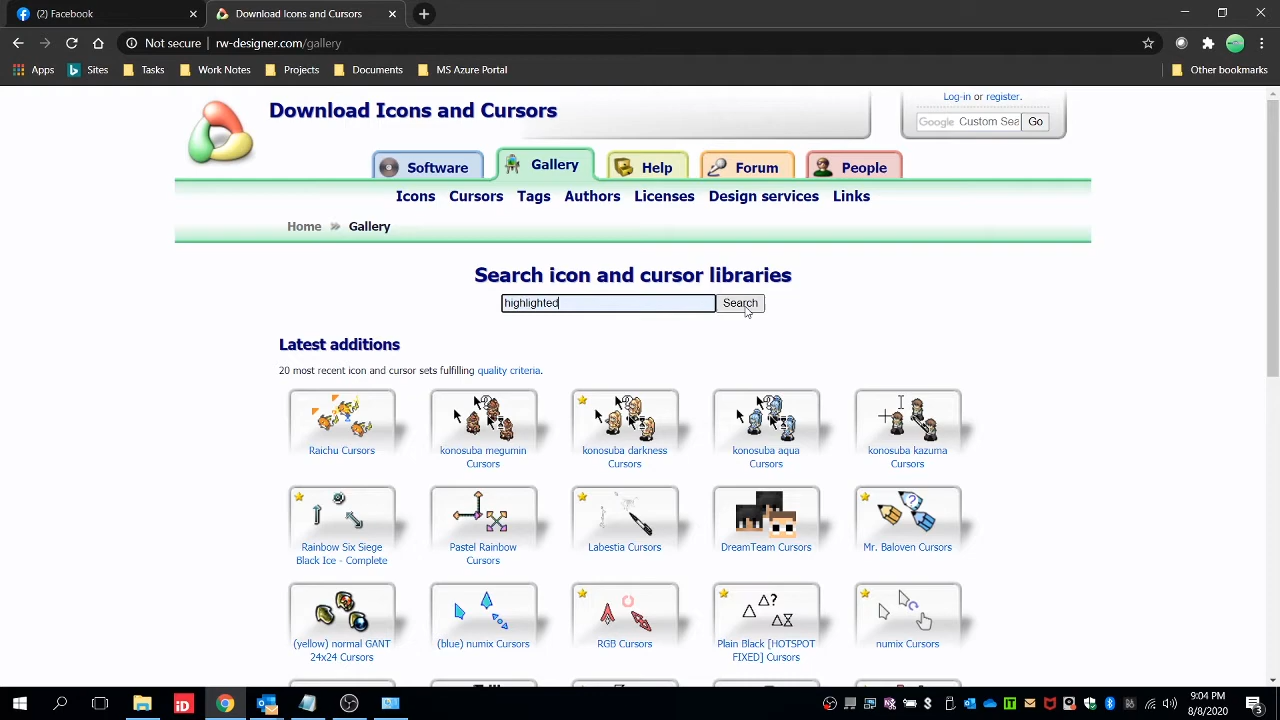 (2) Facebook
Download Icons and Cursors
Not secure
rw-designer.com/gallery
Apps
Sites
Tasks
Work Notes
Projects
Documents
MS Azure Portal
Other bookmarks
Download Icons and Cursors
Log-in or register.
Google Custom Sea
Go
Software
Gallery
Help
Forum
People
Icons
Cursors
Tags
Authors
Licenses
Design services
Links
Home » Gallery
Search icon and cursor libraries
highlighted
Search
Latest additions
20 most recent icon and cursor sets fulfilling quality criteria.
Raichu Cursors
konosuba megumin
Cursors
konosuba darkness
Cursors
konosuba aqua
Cursors
konosuba kazuma
Cursors
Rainbow Six Siege
Black Ice - Complete
Pastel Rainbow
Cursors
Labestia Cursors
DreamTeam Cursors
Mr. Baloven Cursors
(yellow) normal GANT
24x24 Cursors
(blue) numix Cursors
RGB Cursors
Plain Black [HOTSPOT
FIXED] Cursors
numix Cursors
iD
9:04 PM
8/8/2020
3